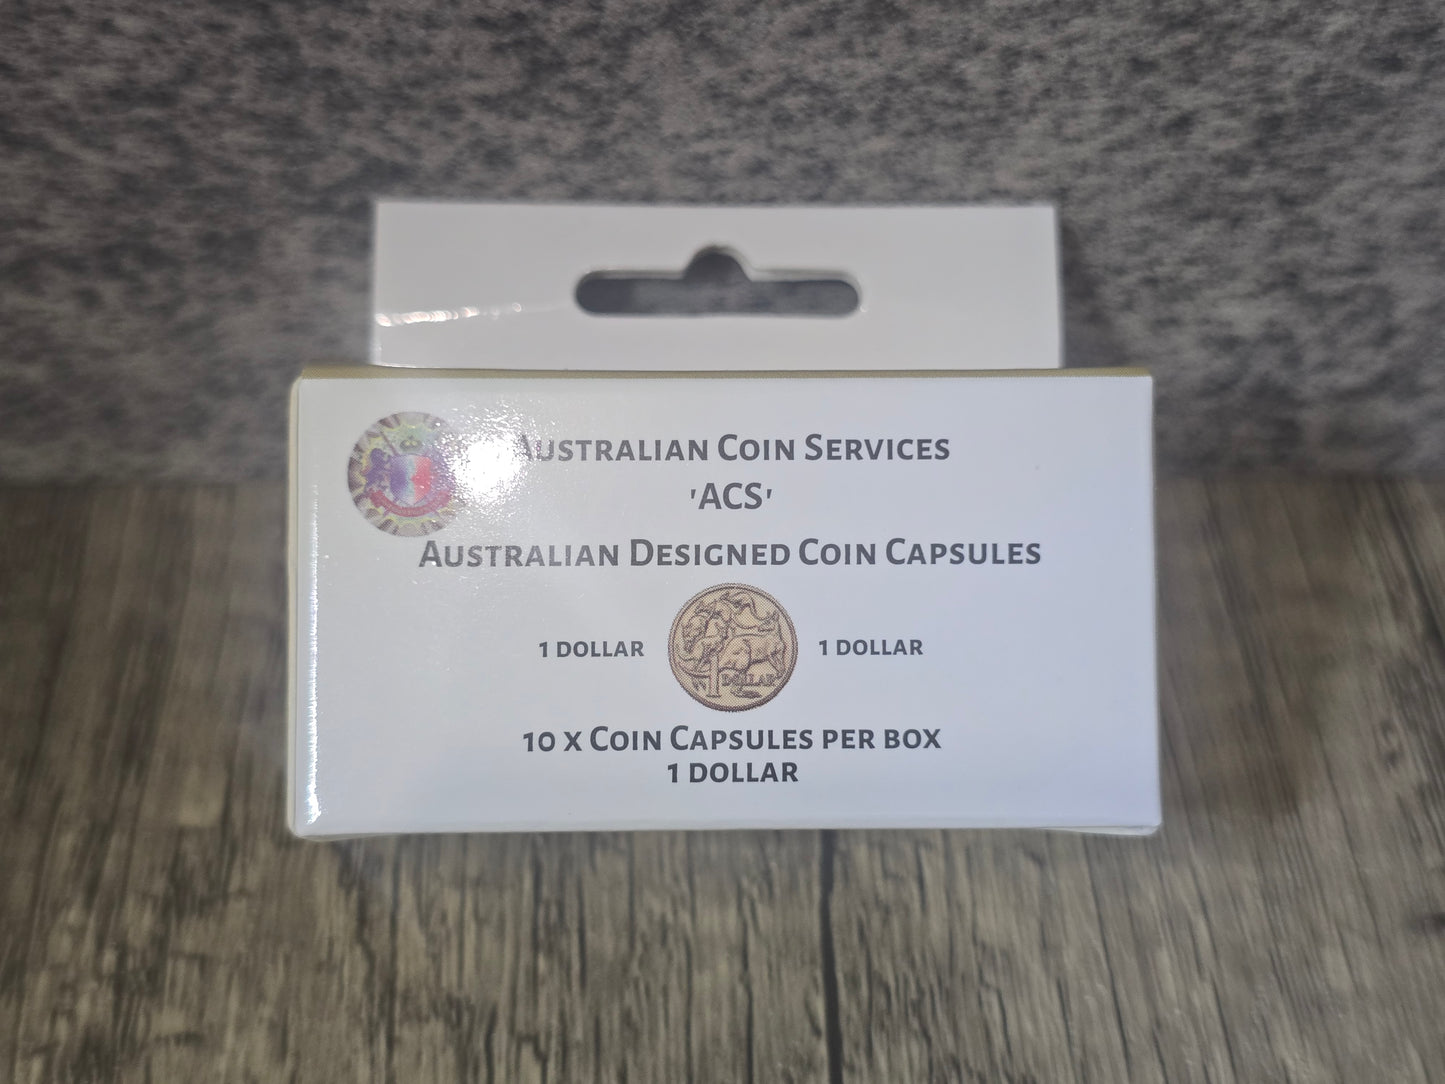 Australian Coin Services
'ACS'
Australian Designed Coin Capsules
1 DOLLAR
DOLLAR
1 DOLLAR
10 x Coin Capsules per box
1 DOLLAR